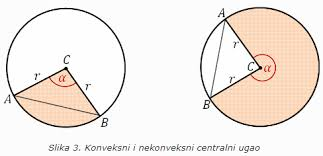 C
r
α
r
A
B
A
r
C
α
r
B
Slika 3. Konveksni i nekonveksni centralni ugao